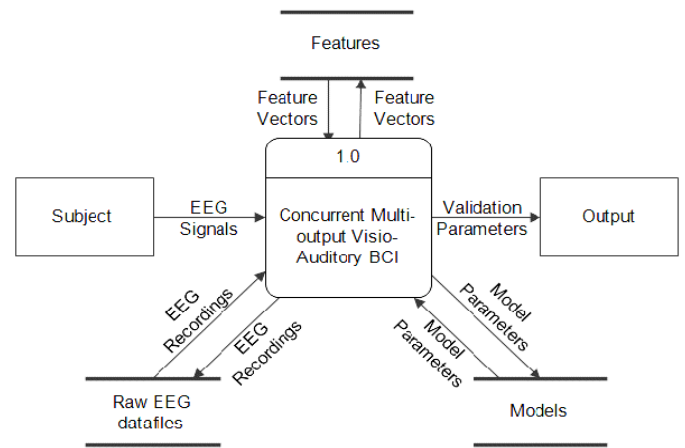 Features
Feature
Vectors
Feature
Vectors
1.0
Concurrent Multi-
output Visio-
Auditory BCI
Subject
EEG
Signals
Validation
Parameters
Output
EEG
Recordings
EEG
Recordings
Model
Parameters
Model
Parameters
Raw EEG
datafiles
Models